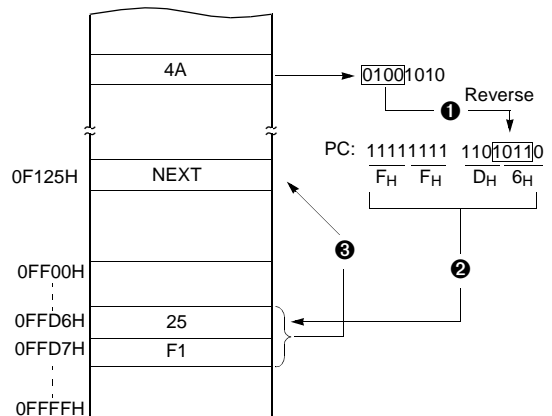 4A
01001010
Reverse
❶
PC: 11111111 11010110
FH FH DH 6H
0F125H NEXT
❸
❷
0FF00H
0FFD6H 25
0FFD7H F1
0FFFFH